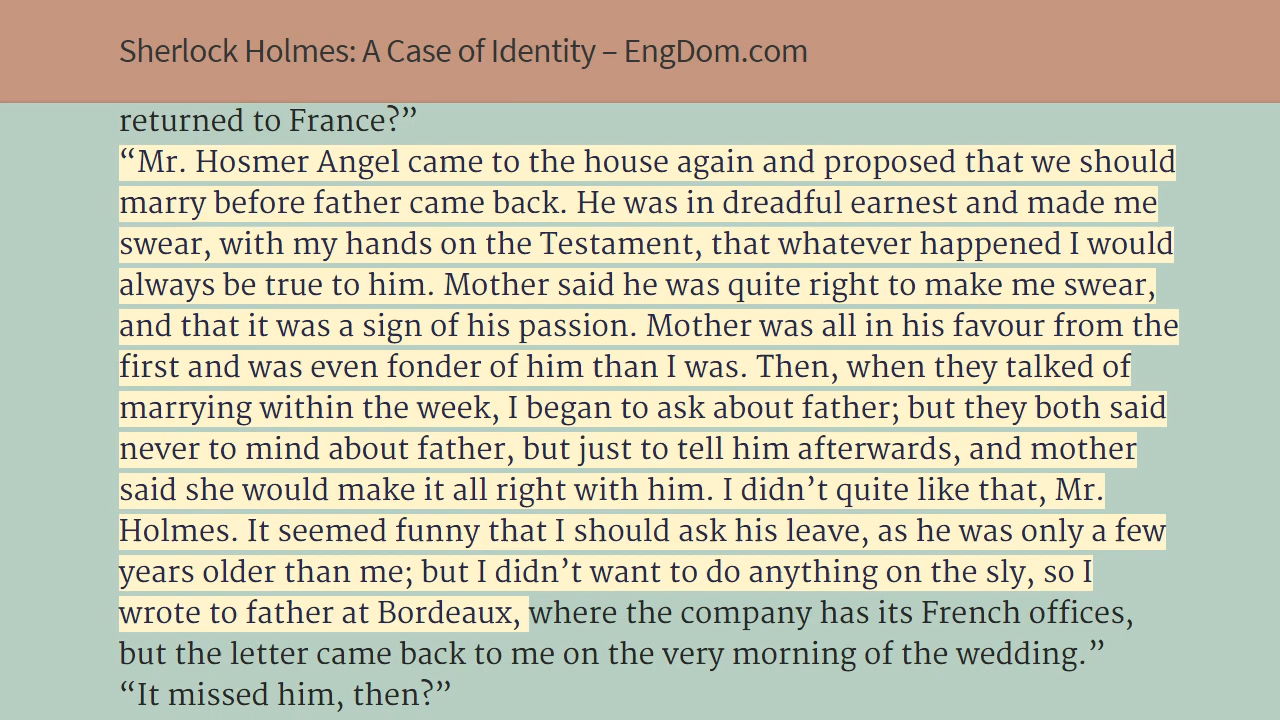 Sherlock Holmes: A Case of Identity – EngDom.com
returned to France?”
“Mr. Hosmer Angel came to the house again and proposed that we should
marry before father came back. He was in dreadful earnest and made me
swear, with my hands on the Testament, that whatever happened I would
always be true to him. Mother said he was quite right to make me swear,
and that it was a sign of his passion. Mother was all in his favour from the
first and was even fonder of him than I was. Then, when they talked of
marrying within the week, I began to ask about father; but they both said
never to mind about father, but just to tell him afterwards, and mother
said she would make it all right with him. I didn’t quite like that, Mr.
Holmes. It seemed funny that I should ask his leave, as he was only a few
years older than me; but I didn’t want to do anything on the sly, so I
wrote to father at Bordeaux, where the company has its French offices,
but the letter came back to me on the very morning of the wedding.”
“It missed him, then?”